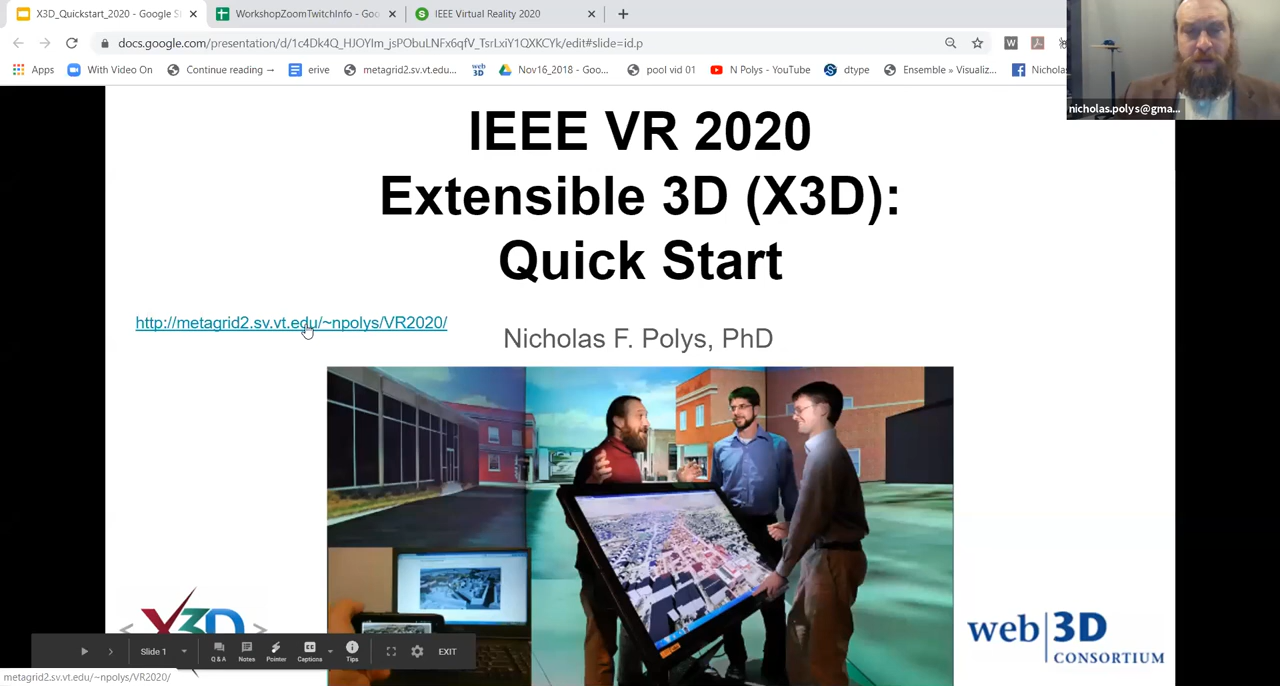 X3D_Quickstart_2020 - Google Sl
WorkshopZoomTwitchInfo - Goo
IEEE Virtual Reality 2020
docs.google.com/presentation/d/1c4Dk4Q_HJOYIm_jsPObuLNFx6qfV_TsrLxiY1QXKCYk/edit#slide=id.p
Apps
With Video On
Continue reading →
erive
metagrid2.sv.vt.edu...
web 3D
Nov16_2018 - Goo...
pool vid 01
N Polys - YouTube
dtype
Ensemble » Visualiz...
Nichola
nicholas.polys@gma...
IEEE VR 2020
Extensible 3D (X3D):
Quick Start
http://metagrid2.sv.vt.edu/~npolys/VR2020/
Nicholas F. Polys, PhD
X3D
web 3D
CONSORTIUM
Slide 1
Q & A
Notes
Pointer
Captions
Tips
EXIT
metagrid2.sv.vt.edu/~npolys/VR2020/